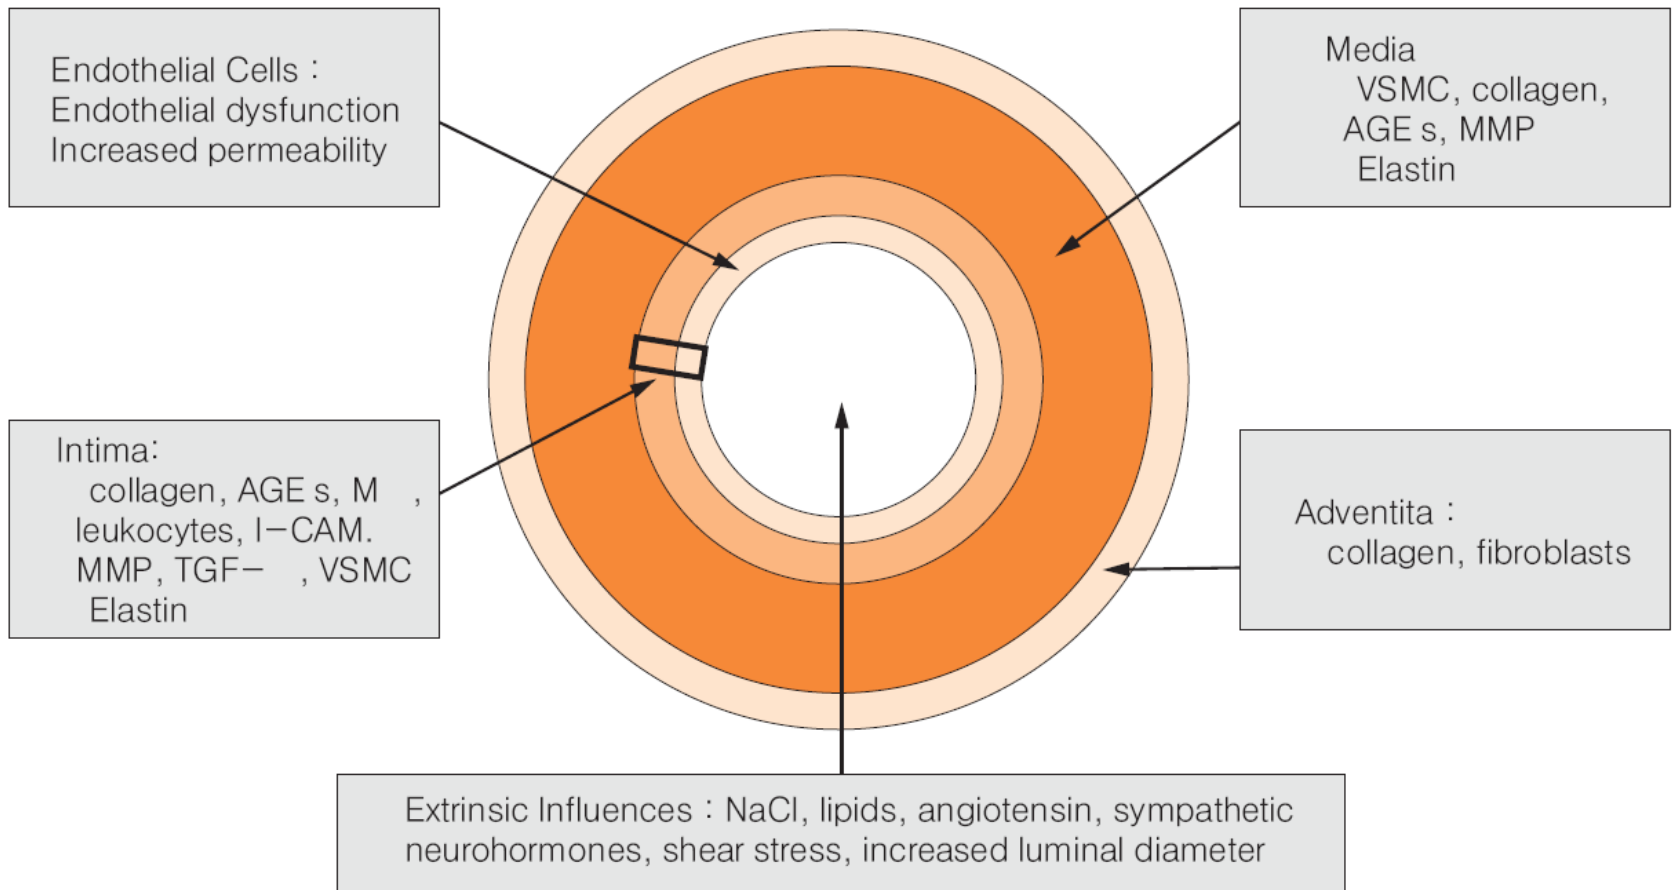 Endothelial Cells :
Endothelial dysfunction
Increased permeability
Media
VSMC, collagen,
AGE s, MMP
Elastin
Intima:
collagen, AGE s, M ,
leukocytes, I-CAM.
MMP, TGF- , VSMC
Elastin
Adventita :
collagen, fibroblasts
Extrinsic Influences : NaCl, lipids, angiotensin, sympathetic
neurohormones, shear stress, increased luminal diameter